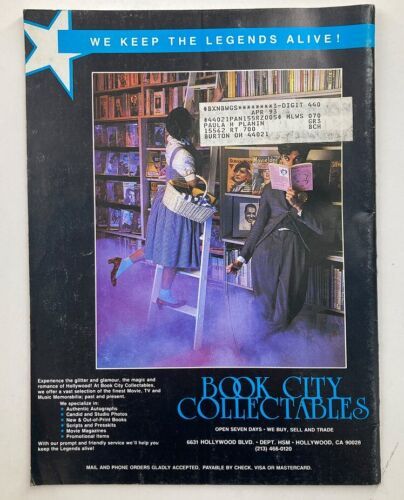 WE KEEP THE LEGENDS ALIVE!
*BXNBWGS********3-DIGIT 440
APR 93
*44021PAN155RZ005* HLWS 070
PAULA H PLANIN GR3
15562 RT 700 BCH
BURTON OH 44021
Experience the glitter and glamour, the magic and
romance of Hollywood! At Book City Collectables,
we offer a vast selection of the finest Movie, TV and
Music Memorabilia; past and present.
We specialize in:
Authentic Autographs
Candid and Studio Photos
New & Out-of-Print Books
Scripts and Presskits
Movie Magazines
Promotional Items
With our prompt and friendly service we'll help you
keep the Legends alive!
BOOK CITY
COLLECTABLES
OPEN SEVEN DAYS - WE BUY, SELL AND TRADE
6631 HOLLYWOOD BLVD. • DEPT. HSM • HOLLYWOOD, CA 90028
(213) 466-0120
MAIL AND PHONE ORDERS GLADLY ACCEPTED, PAYABLE BY CHECK, VISA OR MASTERCARD.